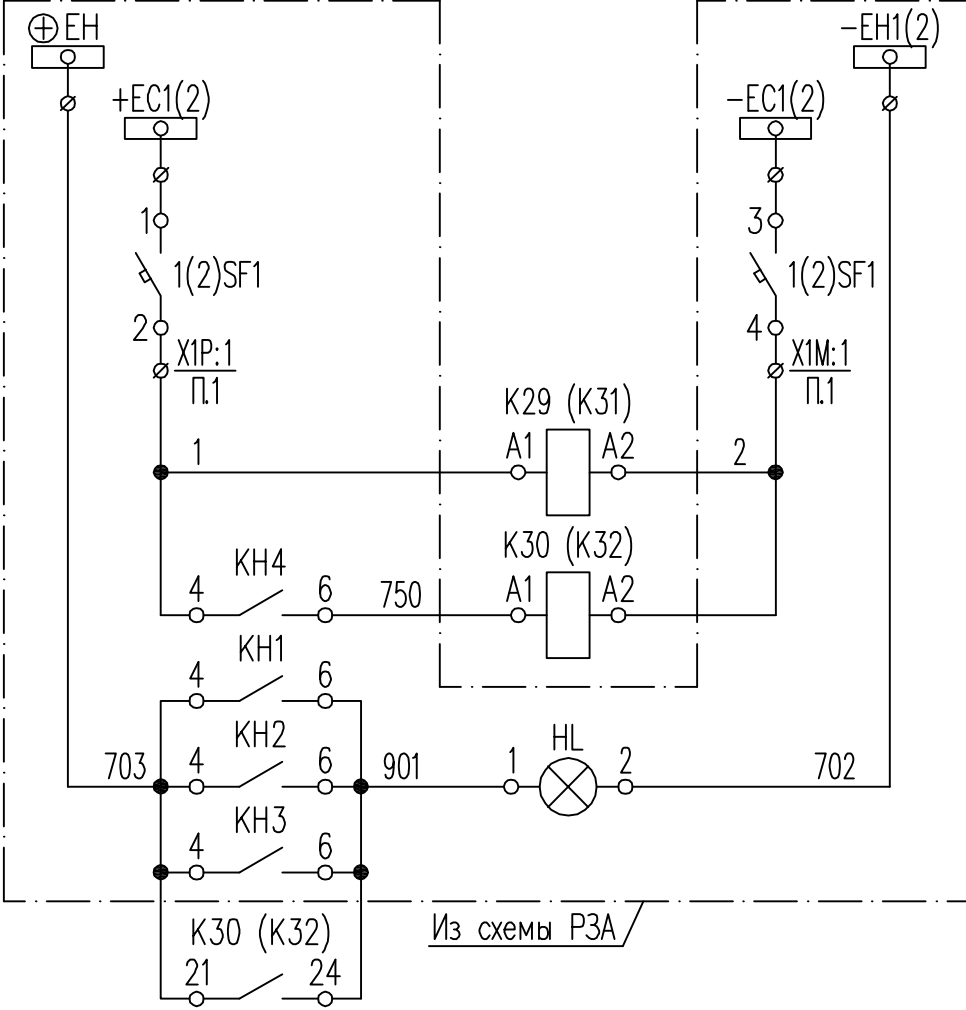 ⊕ EH
-EH1(2)
+EC1(2)
-EC1(2)
1
3
1(2)SF1
1(2)SF1
2
4
X1P:1
П.1
X1M:1
П.1
K29 (K31)
1
A1
A2
2
K30 (K32)
KH4
4
6
750
A1
A2
KH1
4
6
KH2
HL
703
4
6
901
1
2
702
KH3
4
6
K30 (K32)
Из схемы РЗА
21
24